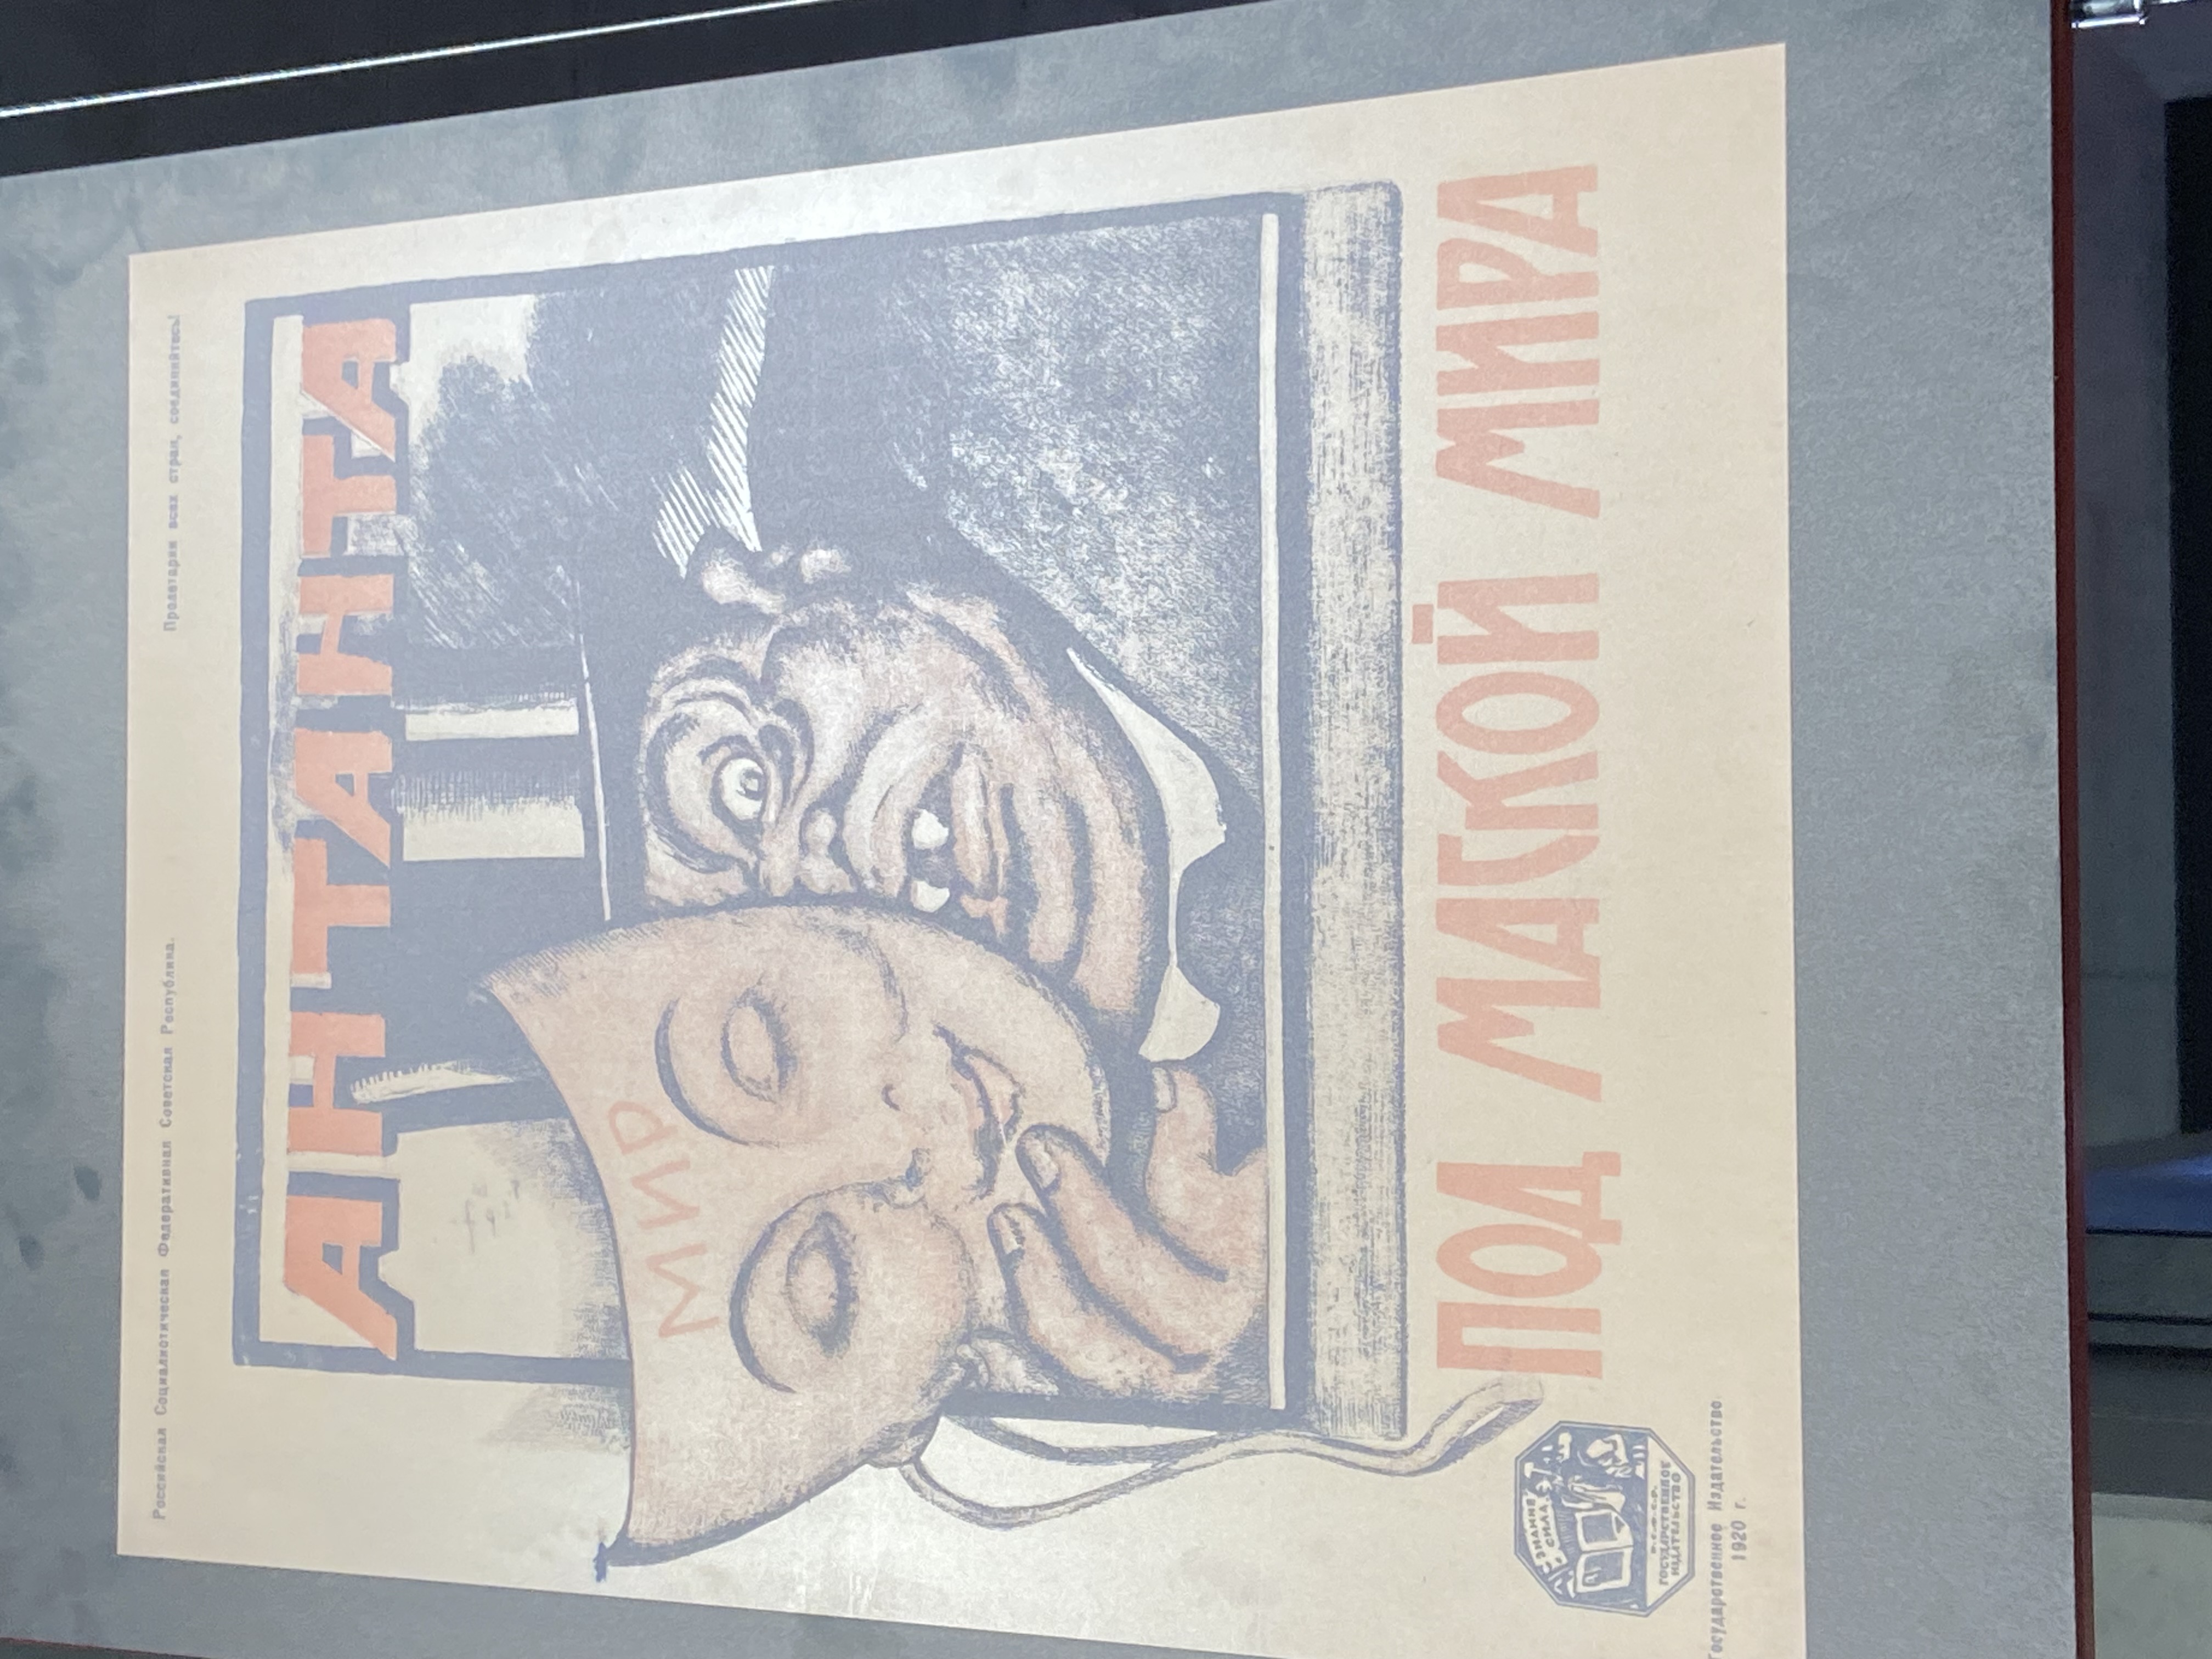 Российская Социалистическая Федеративная Советская Республика.
Пролетарии всех стран, соединяйтесь!
АНТАНТА
МИР
ПОД МАСКОЙ МИРА
ЗНАНИЕ
СИЛА.
Р.С.Ф.С.Р.
ГОСУДАРСТВЕННОЕ
ИЗДАТЕЛЬСТВО
Государственное Издательство
1920 г.